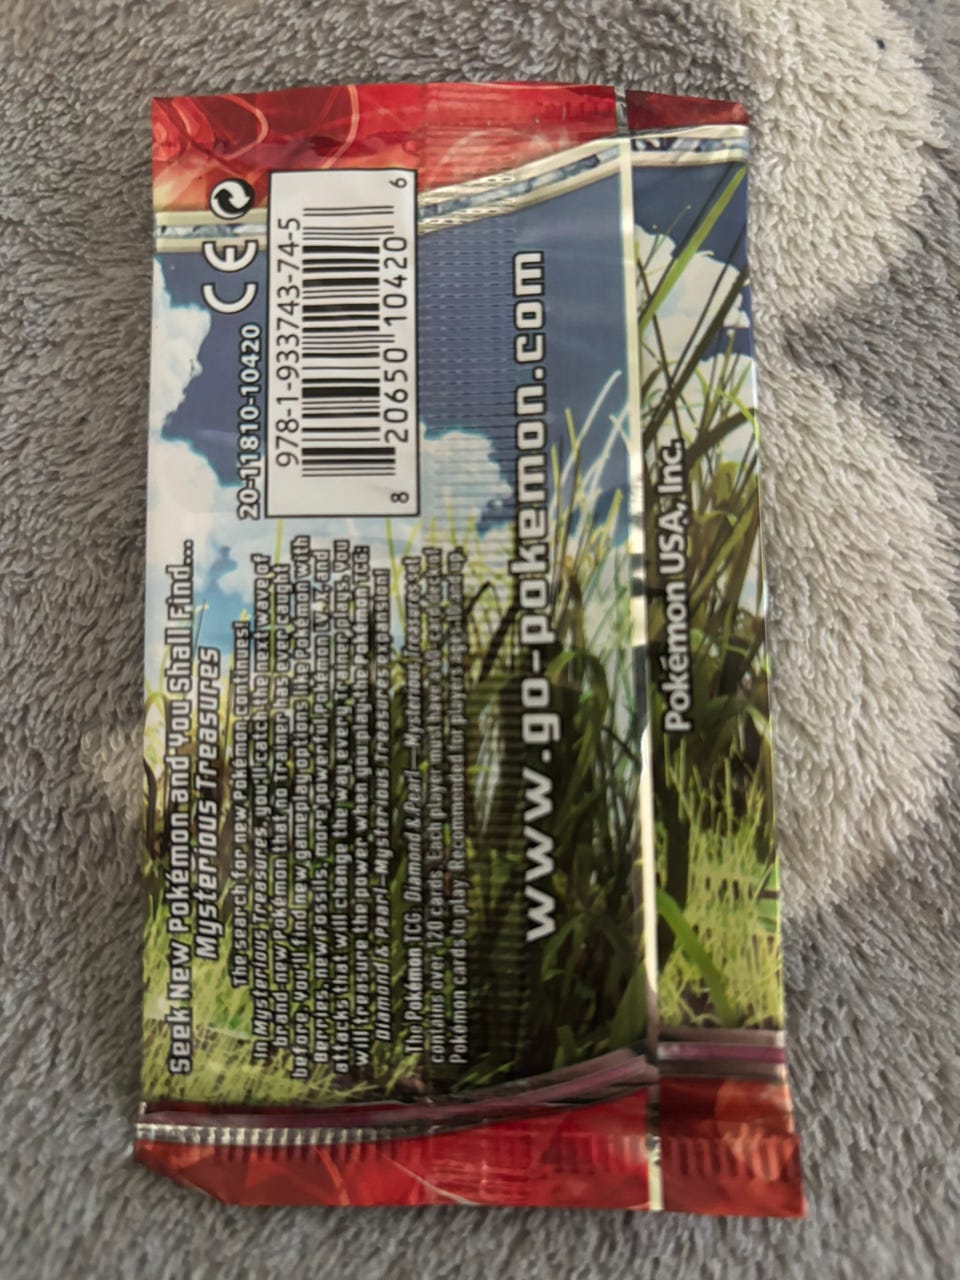 Seek New Pokémon and You Shall Find...
Mysterious Treasures
The search for new Pokémon continues!
In Mysterious Treasures, you'll catch the next wave of
brand new Pokémon that no Trainer has ever caught
before. You'll find new gameplay options like Pokémon with
Berries, new Fossils, more powerful Pokémon LV.X, and
attacks that will change the way every Trainer plays. You
will treasure the power when you play the Pokémon TCG:
Diamond & Pearl—Mysterious Treasures expansion!
The Pokémon TCG: Diamond & Pearl—Mysterious Treasures set
contains over 120 cards. Each player must have a 60-card
Pokémon cards to play. Recommended for players ages
20-11810-10420
CE
978-1-933743-74-5
8 20650 10420 6
www.go-pokemon.com
Pokémon USA, Inc.